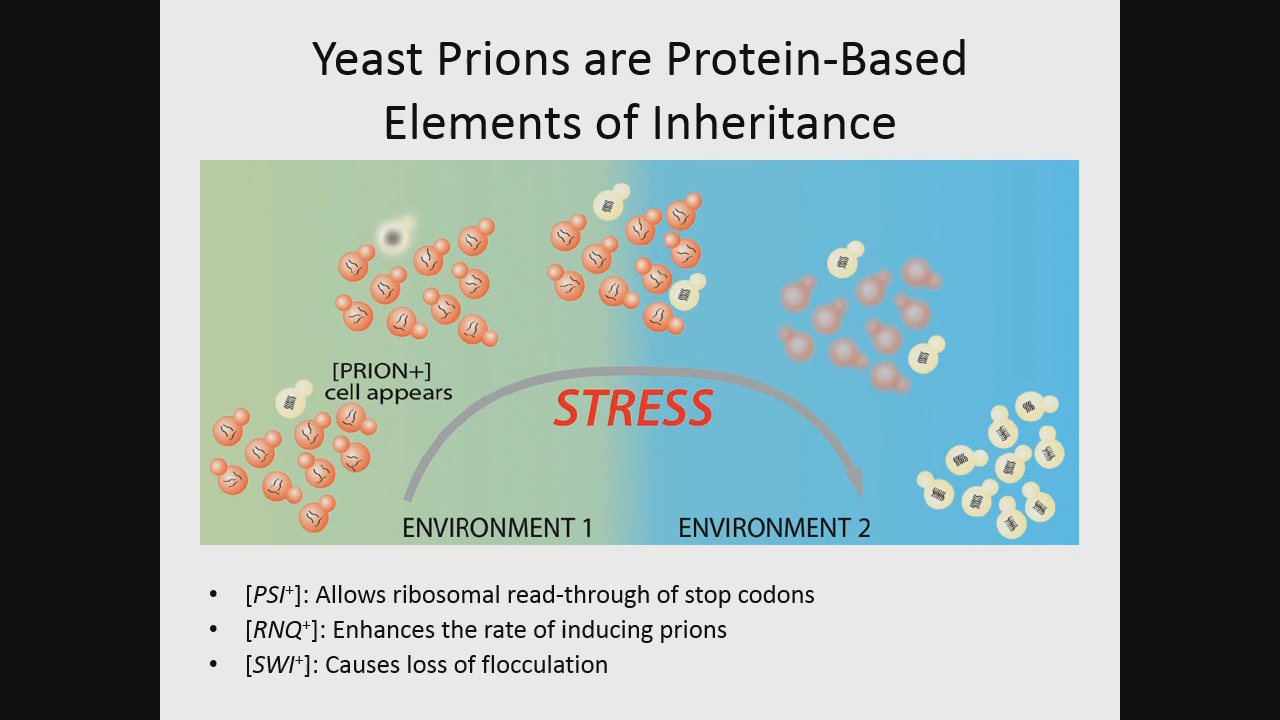 Yeast Prions are Protein-Based
Elements of Inheritance
[PRION+]
cell appears
STRESS
ENVIRONMENT 1
ENVIRONMENT 2
• [PSI⁺]: Allows ribosomal read-through of stop codons
• [RNQ⁺]: Enhances the rate of inducing prions
• [SWI⁺]: Causes loss of flocculation